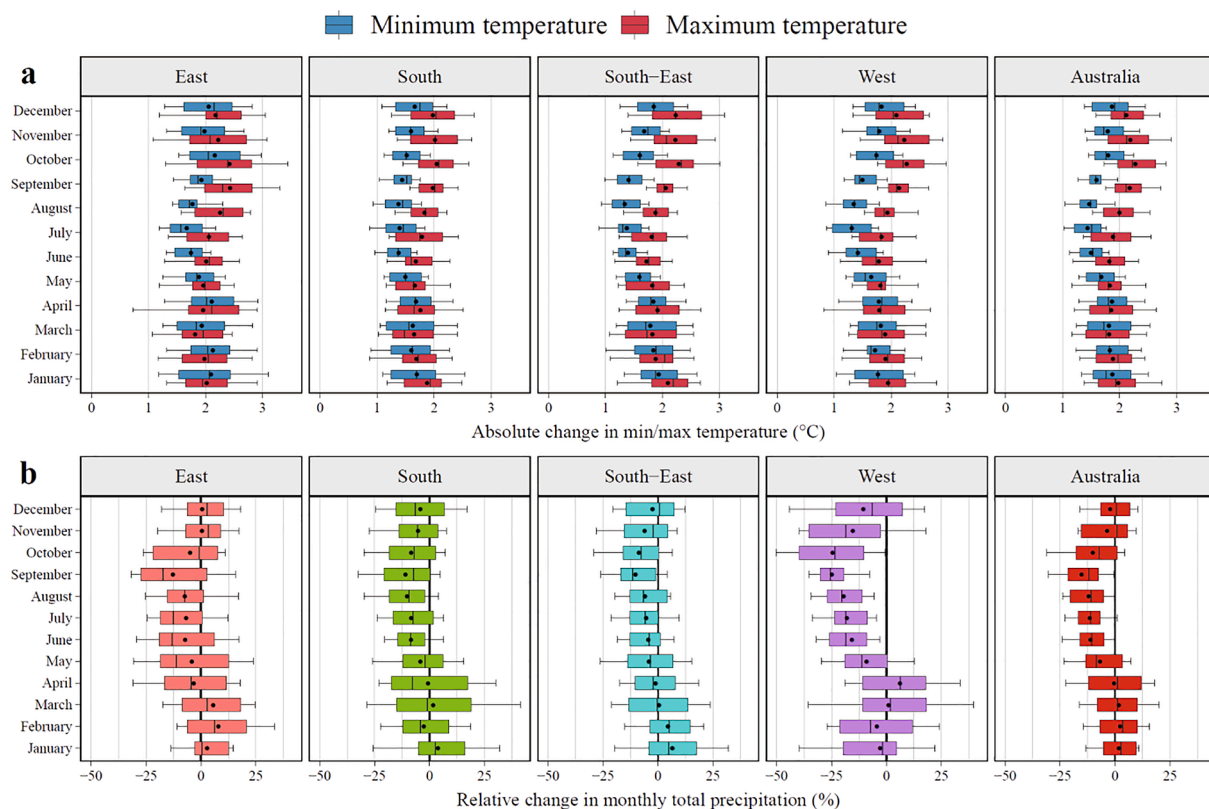 Minimum temperature Maximum temperature
a
East South South−East West Australia
December
November
October
September
August
July
June
May
April
March
February
January
0 1 2 3 0 1 2 3 0 1 2 3 0 1 2 3 0 1 2 3
Absolute change in min/max temperature (°C)
b
East South South−East West Australia
December
November
October
September
August
July
June
May
April
March
February
January
−50 −25 0 25 −50 −25 0 25 −50 −25 0 25 −50 −25 0 25 −50 −25 0 25
Relative change in monthly total precipitation (%)